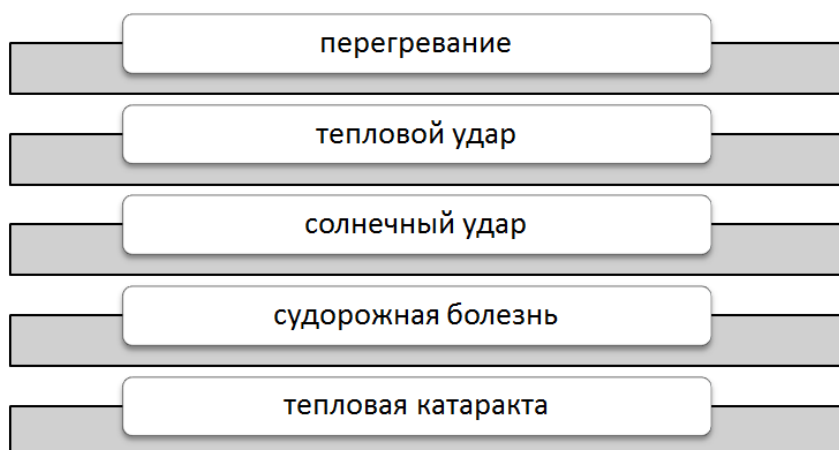 перегревание
тепловой удар
солнечный удар
судорожная болезнь
тепловая катаракта